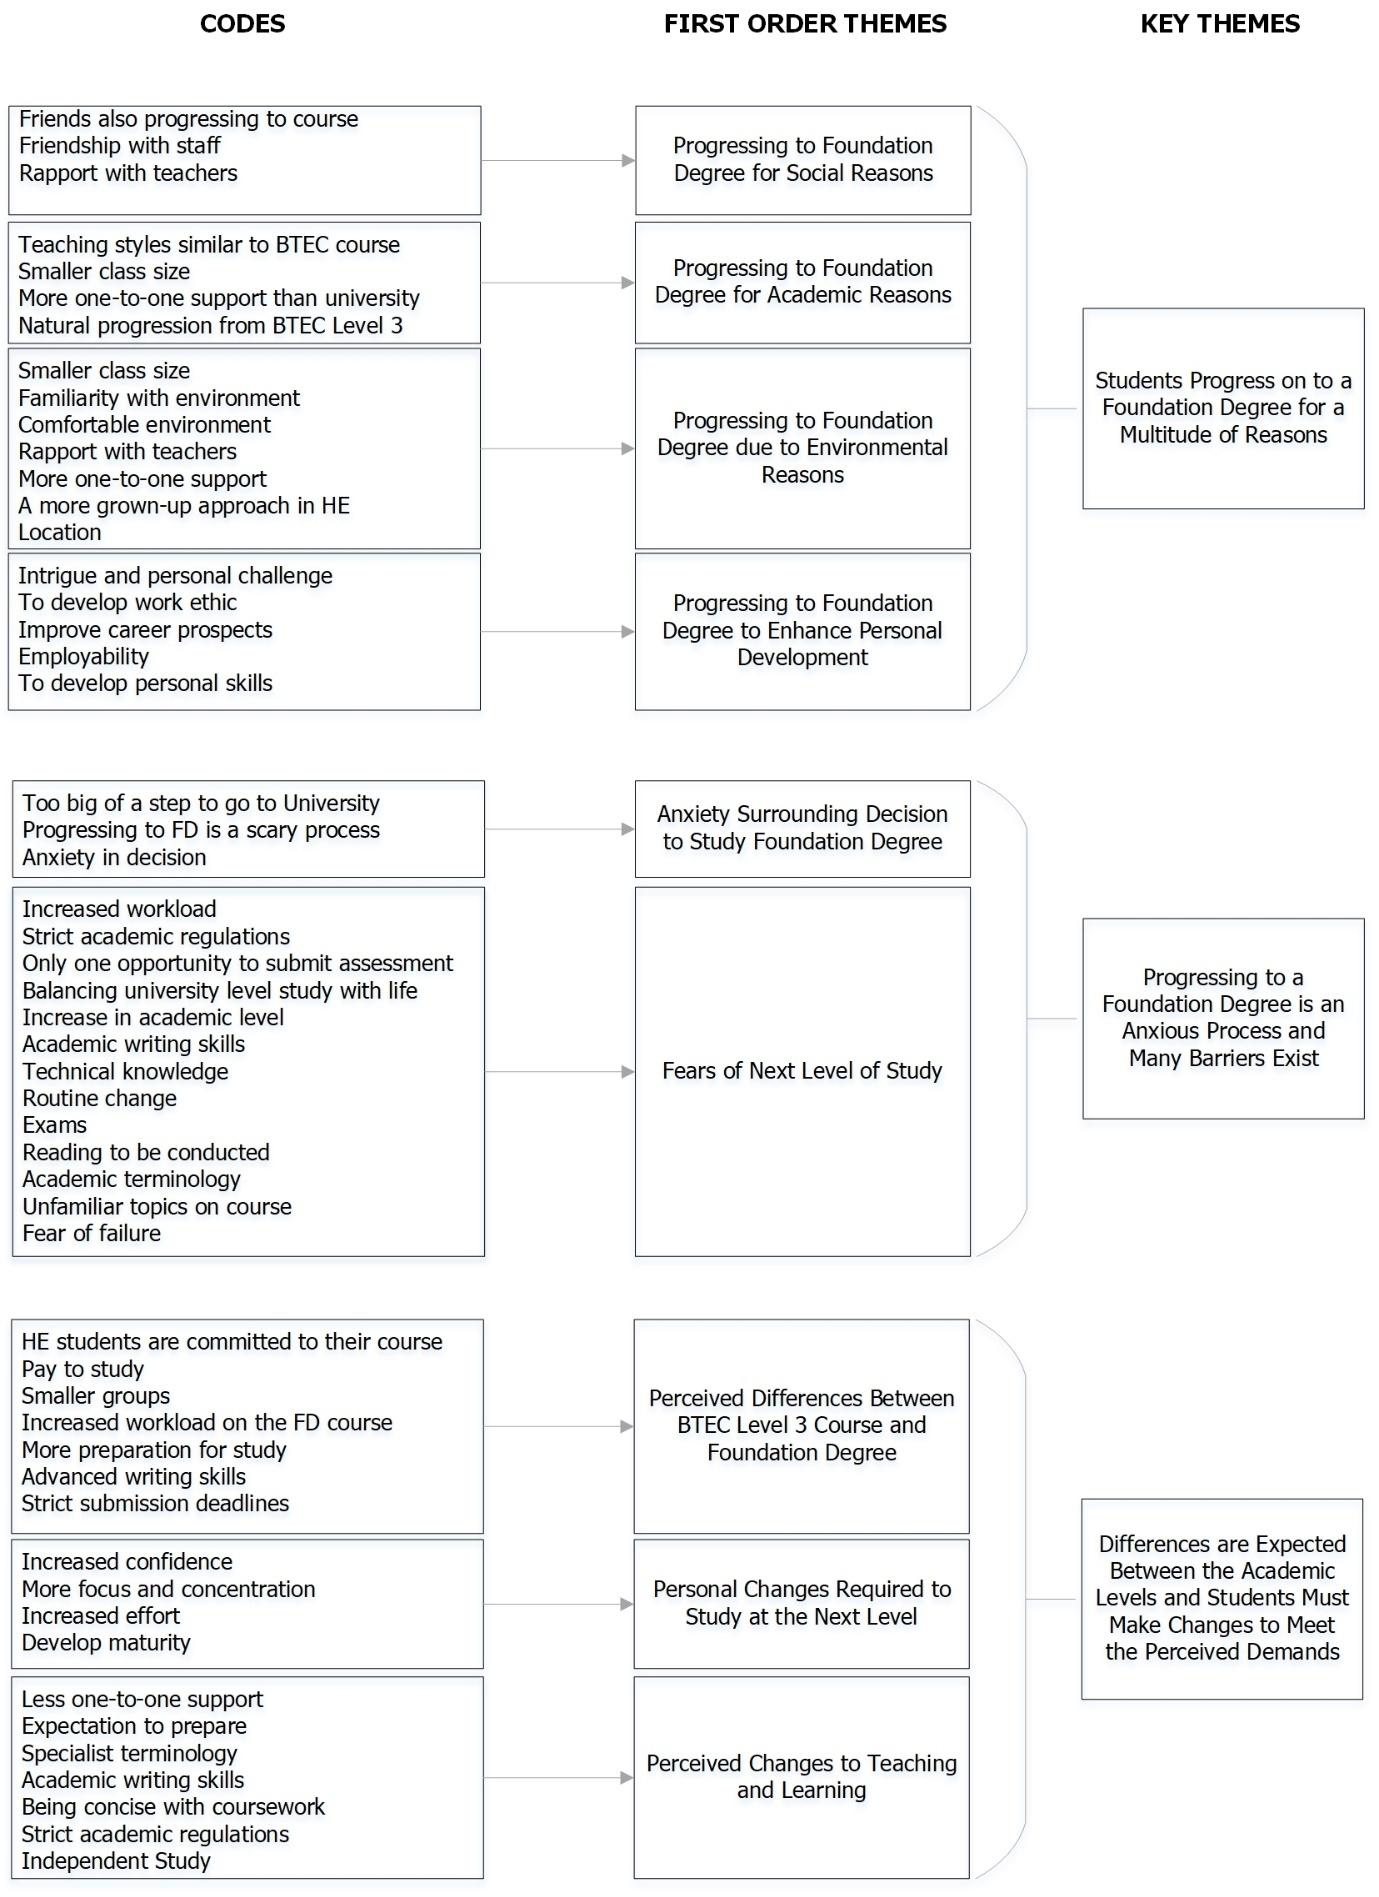 CODES
FIRST ORDER THEMES
KEY THEMES
Friends also progressing to course
Friendship with staff
Rapport with teachers
Progressing to Foundation
Degree for Social Reasons
Teaching styles similar to BTEC course
Smaller class size
More one-to-one support than university
Natural progression from BTEC Level 3
Progressing to Foundation
Degree for Academic Reasons
Smaller class size
Familiarity with environment
Comfortable environment
Rapport with teachers
More one-to-one support
A more grown-up approach in HE
Location
Progressing to Foundation
Degree due to Environmental
Reasons
Intrigue and personal challenge
To develop work ethic
Improve career prospects
Employability
To develop personal skills
Progressing to Foundation
Degree to Enhance Personal
Development
Students Progress on to a
Foundation Degree for a
Multitude of Reasons
Too big of a step to go to University
Progressing to FD is a scary process
Anxiety in decision
Anxiety Surrounding Decision
to Study Foundation Degree
Increased workload
Strict academic regulations
Only one opportunity to submit assessment
Balancing university level study with life
Increase in academic level
Academic writing skills
Technical knowledge
Routine change
Exams
Reading to be conducted
Academic terminology
Unfamiliar topics on course
Fear of failure
Fears of Next Level of Study
Progressing to a
Foundation Degree is an
Anxious Process and
Many Barriers Exist
HE students are committed to their course
Pay to study
Smaller groups
Increased workload on the FD course
More preparation for study
Advanced writing skills
Strict submission deadlines
Perceived Differences Between
BTEC Level 3 Course and
Foundation Degree
Increased confidence
More focus and concentration
Increased effort
Develop maturity
Personal Changes Required to
Study at the Next Level
Less one-to-one support
Expectation to prepare
Specialist terminology
Academic writing skills
Being concise with coursework
Strict academic regulations
Independent Study
Perceived Changes to Teaching
and Learning
Differences are Expected
Between the Academic
Levels and Students Must
Make Changes to Meet
the Perceived Demands